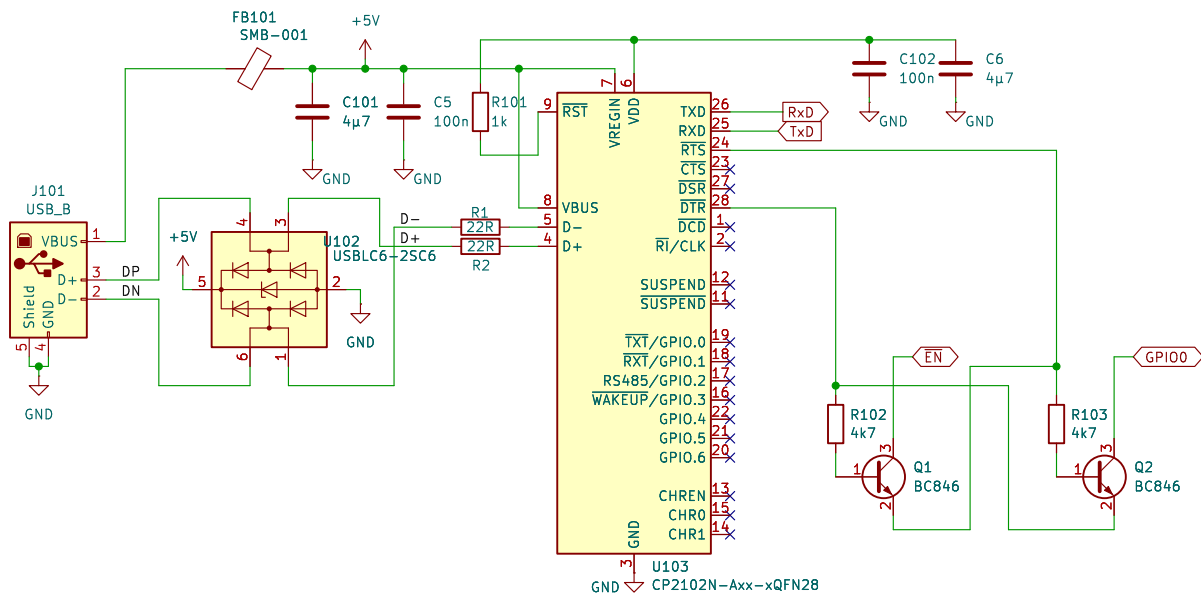 FB101
SMB-001
+5V
C101
4µ7
C5
100n
R101
1k
C102
100n
C6
4µ7
GND
GND
GND
GND
J101
USB_B
VBUS
1
D+
3
D-
2
Shield
GND
5
4
GND
DP
DN
+5V
4
3
5
2
6
1
U102
USBLC6-2SC6
GND
D-
D+
R1
22R
22R
R2
9
RST
7
VREGIN
6
VDD
8
VBUS
5
D-
4
D+
TXD
26
RXD
25
RTS
24
CTS
23
DSR
27
DTR
28
DCD
1
RI/CLK
2
SUSPEND
12
SUSPEND
11
TXT/GPIO.0
19
RXT/GPIO.1
18
RS485/GPIO.2
17
WAKEUP/GPIO.3
16
GPIO.4
22
GPIO.5
21
GPIO.6
20
CHREN
13
CHR0
15
CHR1
14
GND
3
GND
U103
CP2102N-Axx-xQFN28
RxD
TxD
EN
GPIO0
R102
4k7
R103
4k7
1
3
2
Q1
BC846
1
3
2
Q2
BC846